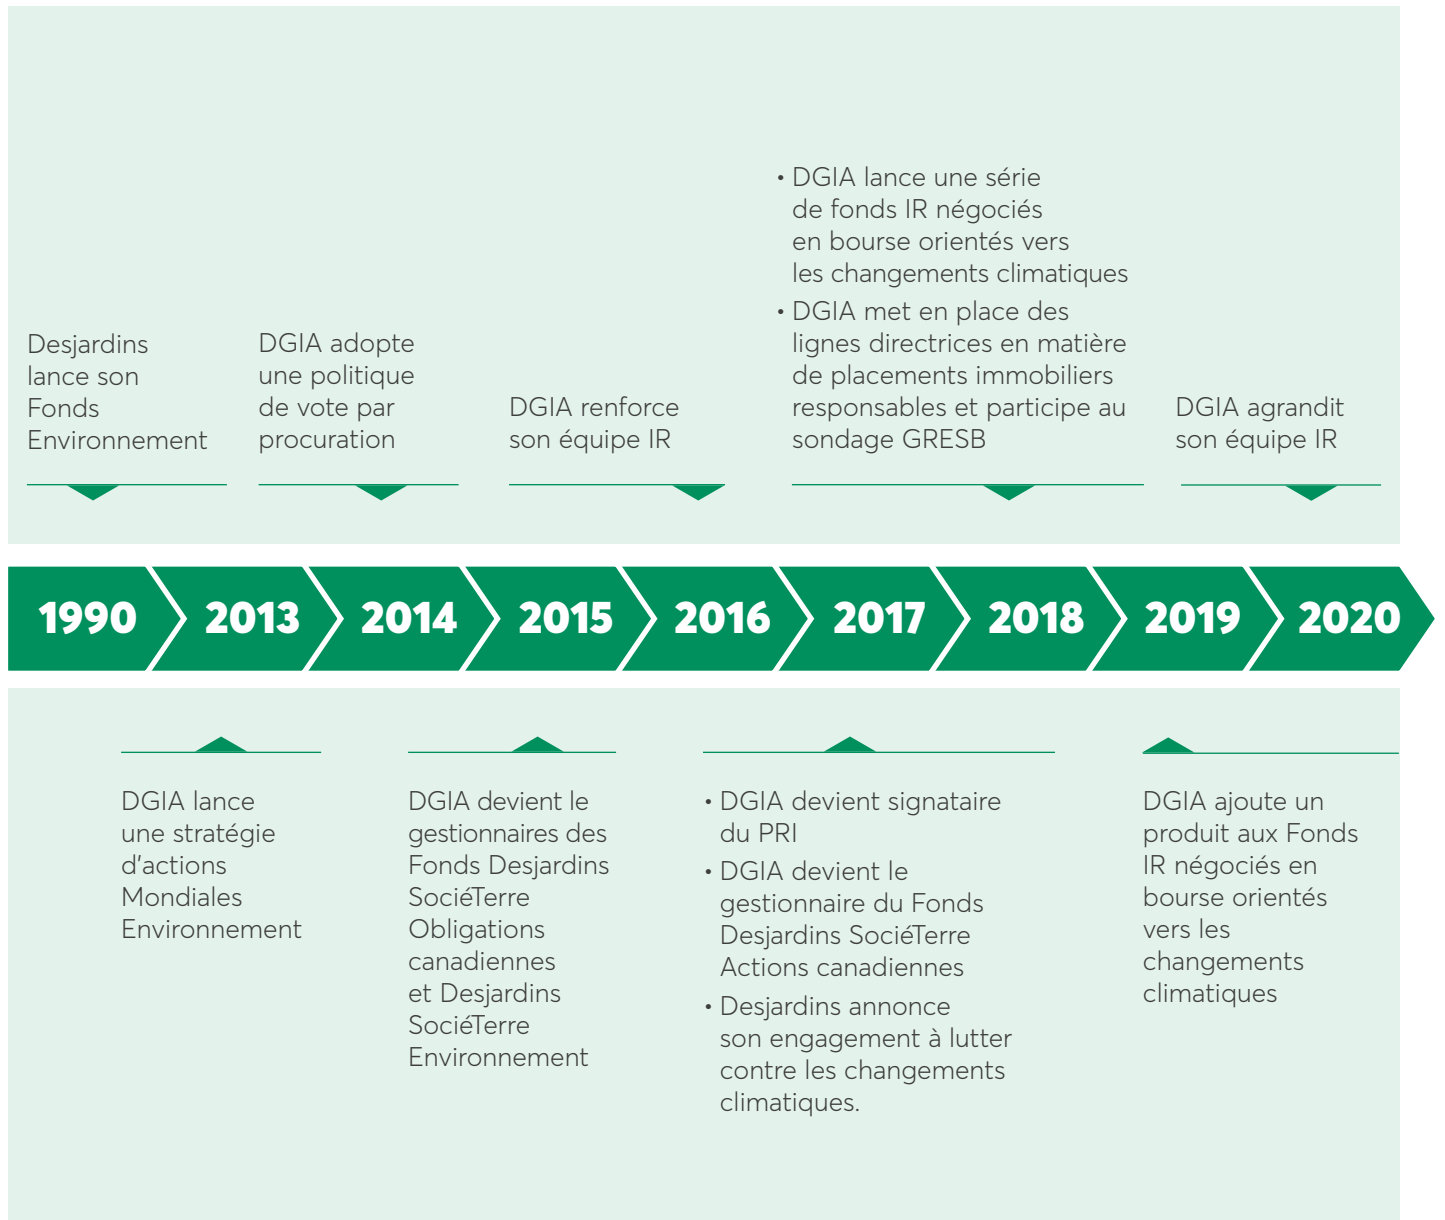 Desjardins
lance son
Fonds
Environnement
DGIA adopte
une politique
de vote par
procuration
DGIA renforce
son équipe IR
• DGIA lance une série
de fonds IR négociés
en bourse orientés vers
les changements climatiques
• DGIA met en place des
lignes directrices en matière
de placements immobiliers
responsables et participe au
sondage GRESB
DGIA agrandit
son équipe IR
1990
2013
2014
2015
2016
2017
2018
2019
2020
DGIA lance
une stratégie
d'actions
Mondiales
Environnement
DGIA devient le
gestionnaires des
Fonds Desjardins
SociéTerre
Obligations
canadiennes
et Desjardins
SociéTerre
Environnement
• DGIA devient signataire
du PRI
• DGIA devient le
gestionnaire du Fonds
Desjardins SociéTerre
Actions canadiennes
• Desjardins annonce
son engagement à lutter
contre les changements
climatiques.
DGIA ajoute un
produit aux Fonds
IR négociés en
bourse orientés
vers les
changements
climatiques